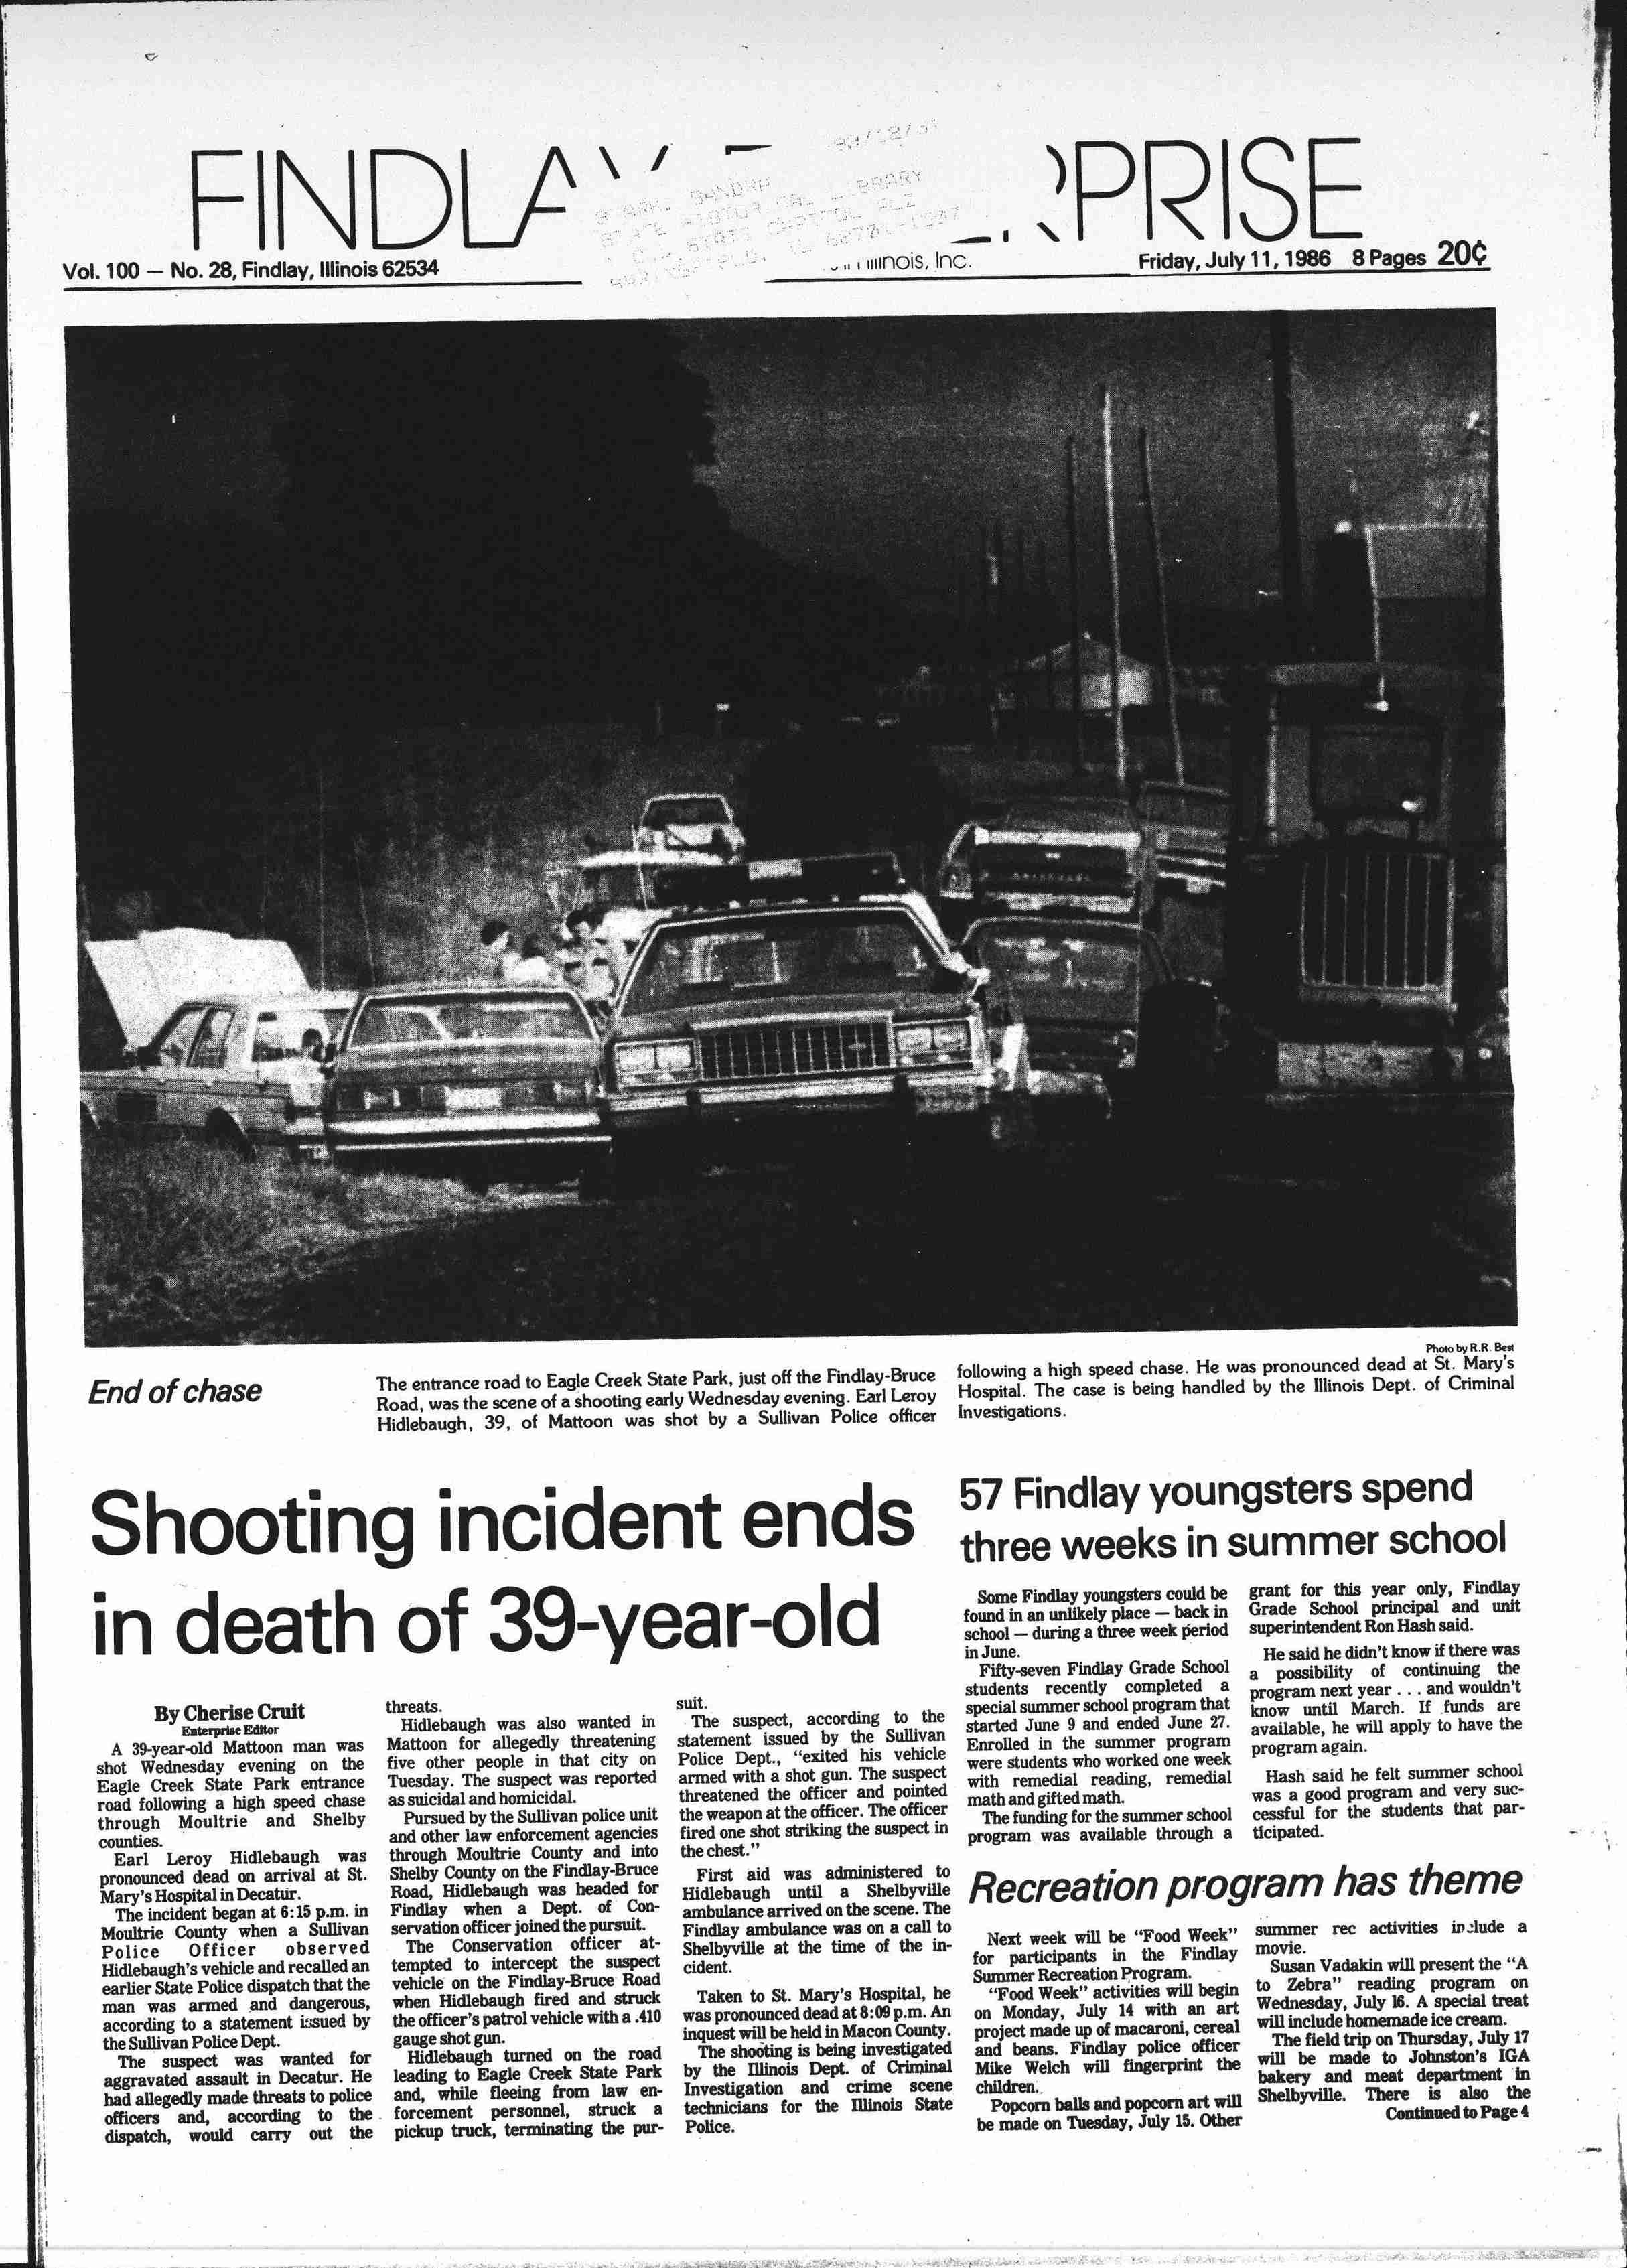 FINDLAY ENTERPRISE
Vol. 100 — No. 28, Findlay, Illinois 62534
Illinois, Inc.
Friday, July 11, 1986 8 Pages 20¢
Photo by R.R. Best
End of chase
The entrance road to Eagle Creek State Park, just off the Findlay-Bruce
Road, was the scene of a shooting early Wednesday evening. Earl Leroy
Hidlebaugh, 39, of Mattoon was shot by a Sullivan Police officer
following a high speed chase. He was pronounced dead at St. Mary's
Hospital. The case is being handled by the Illinois Dept. of Criminal
Investigations.
Shooting incident ends
in death of 39-year-old
By Cherise Cruit
Enterprise Editor
A 39-year-old Mattoon man was
shot Wednesday evening on the
Eagle Creek State Park entrance
road following a high speed chase
through Moultrie and Shelby
counties.
Earl Leroy Hidlebaugh was
pronounced dead on arrival at St.
Mary's Hospital in Decatur.
The incident began at 6:15 p.m. in
Moultrie County when a Sullivan
Police Officer observed
Hidlebaugh's vehicle and recalled an
earlier State Police dispatch that the
man was armed and dangerous,
according to a statement issued by
the Sullivan Police Dept.
The suspect was wanted for
aggravated assault in Decatur. He
had allegedly made threats to police
officers and, according to the
dispatch, would carry out the
threats.
Hidlebaugh was also wanted in
Mattoon for allegedly threatening
five other people in that city on
Tuesday. The suspect was reported
as suicidal and homicidal.
Pursued by the Sullivan police unit
and other law enforcement agencies
through Moultrie County and into
Shelby County on the Findlay-Bruce
Road, Hidlebaugh was headed for
Findlay when a Dept. of Con-
servation officer joined the pursuit.
The Conservation officer at-
tempted to intercept the suspect
vehicle on the Findlay-Bruce Road
when Hidlebaugh fired and struck
the officer's patrol vehicle with a .410
gauge shot gun.
Hidlebaugh turned on the road
leading to Eagle Creek State Park
and, while fleeing from law en-
forcement personnel, struck a
pickup truck, terminating the pur-
suit.
The suspect, according to the
statement issued by the Sullivan
Police Dept., "exited his vehicle
armed with a shot gun. The suspect
threatened the officer and pointed
the weapon at the officer. The officer
fired one shot striking the suspect in
the chest."
First aid was administered to
Hidlebaugh until a Shelbyville
ambulance arrived on the scene. The
Findlay ambulance was on a call to
Shelbyville at the time of the in-
cident.
Taken to St. Mary's Hospital, he
was pronounced dead at 8:09 p.m. An
inquest will be held in Macon County.
The shooting is being investigated
by the Illinois Dept. of Criminal
Investigation and crime scene
technicians for the Illinois State
Police.
57 Findlay youngsters spend
three weeks in summer school
Some Findlay youngsters could be
found in an unlikely place — back in
school — during a three week period
in June.
Fifty-seven Findlay Grade School
students recently completed a
special summer school program that
started June 9 and ended June 27.
Enrolled in the summer program
were students who worked one week
with remedial reading, remedial
math and gifted math.
The funding for the summer school
program was available through a
grant for this year only, Findlay
Grade School principal and unit
superintendent Ron Hash said.
He said he didn't know if there was
a possibility of continuing the
program next year . . . and wouldn't
know until March. If funds are
available, he will apply to have the
program again.
Hash said he felt summer school
was a good program and very suc-
cessful for the students that par-
ticipated.
Recreation program has theme
Next week will be "Food Week"
for participants in the Findlay
Summer Recreation Program.
"Food Week" activities will begin
on Monday, July 14 with an art
project made up of macaroni, cereal
and beans. Findlay police officer
Mike Welch will fingerprint the
children.
Popcorn balls and popcorn art will
be made on Tuesday, July 15. Other
summer rec activities include a
movie.
Susan Vadakin will present the "A
to Zebra" reading program on
Wednesday, July 16. A special treat
will include homemade ice cream.
The field trip on Thursday, July 17
will be made to Johnston's IGA
bakery and meat department in
Shelbyville. There is also the
Continued to Page 4